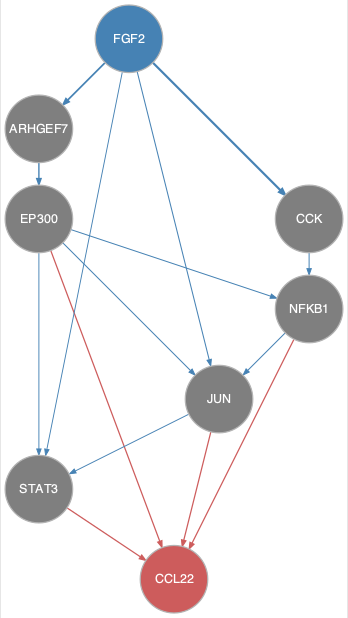 FGF2
ARHGEF7
EP300
CCK
NFKB1
JUN
STAT3
CCL22